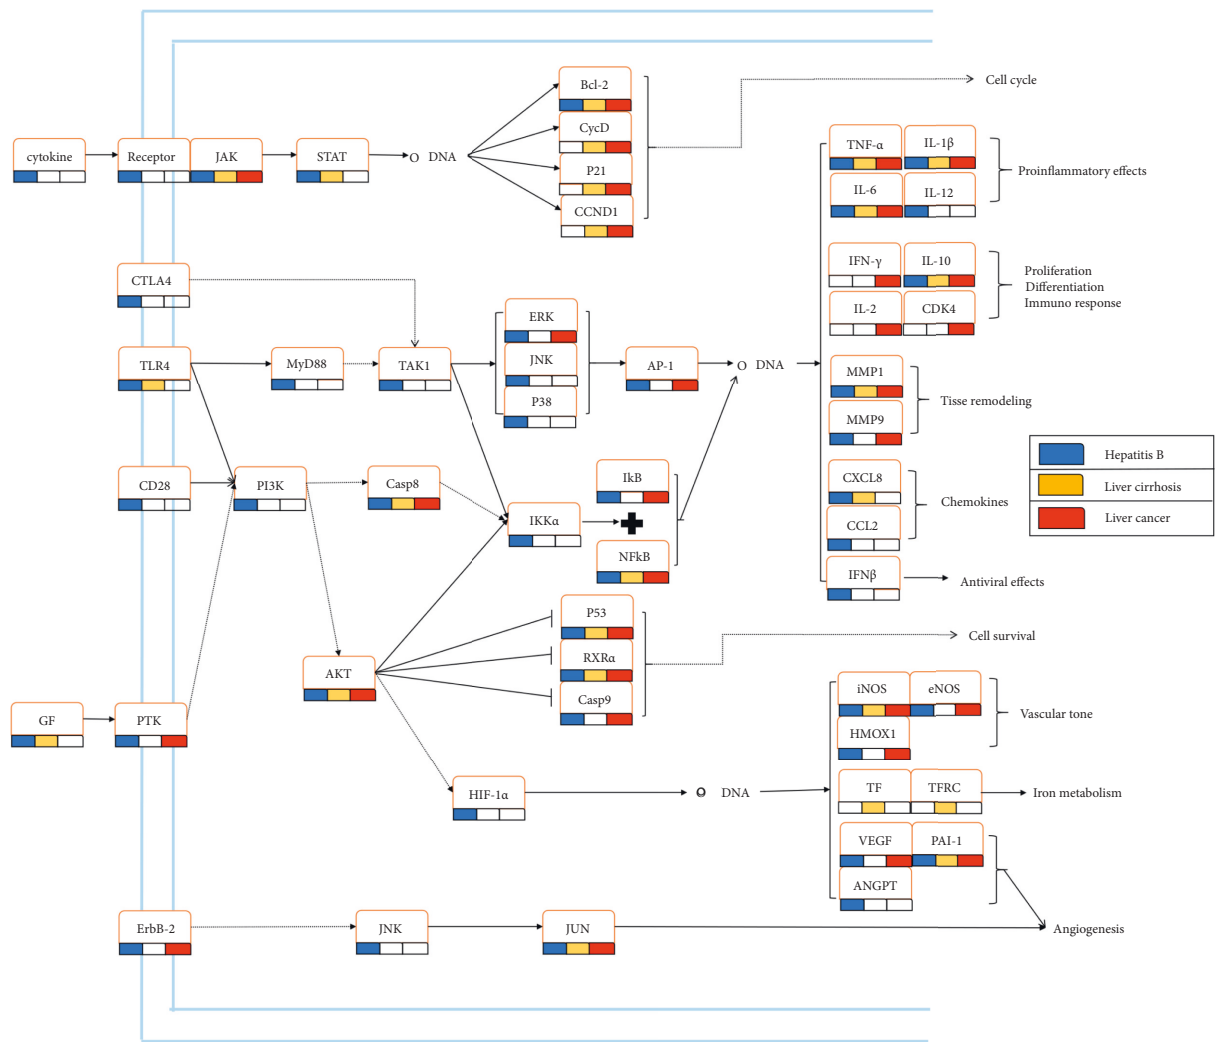 Bcl-2
Cell cycle
CycD
cytokine
Receptor
JAK
STAT
O DNA
P21
CCND1
TNF-α
IL-1β
Proinflammatory effects
IL-6
IL-12
CTLA4
IFN-γ
IL-10
Proliferation
Differentiation
Immuno response
IL-2
CDK4
ERK
TLR4
MyD88
TAK1
JNK
AP-1
O DNA
P38
MMP1
Tisse remodeling
MMP9
CD28
PI3K
Casp8
IkB
IKKα
NFkB
CXCL8
Chemokines
CCL2
IFNβ
Antiviral effects
Hepatitis B
Liver cirrhosis
Liver cancer
P53
Cell survival
AKT
RXRα
Casp9
GF
PTK
iNOS
eNOS
Vascular tone
HMOX1
HIF-1α
O DNA
TF
TFRC
Iron metabolism
VEGF
PAI-1
ANGPT
ErbB-2
JNK
JUN
Angiogenesis